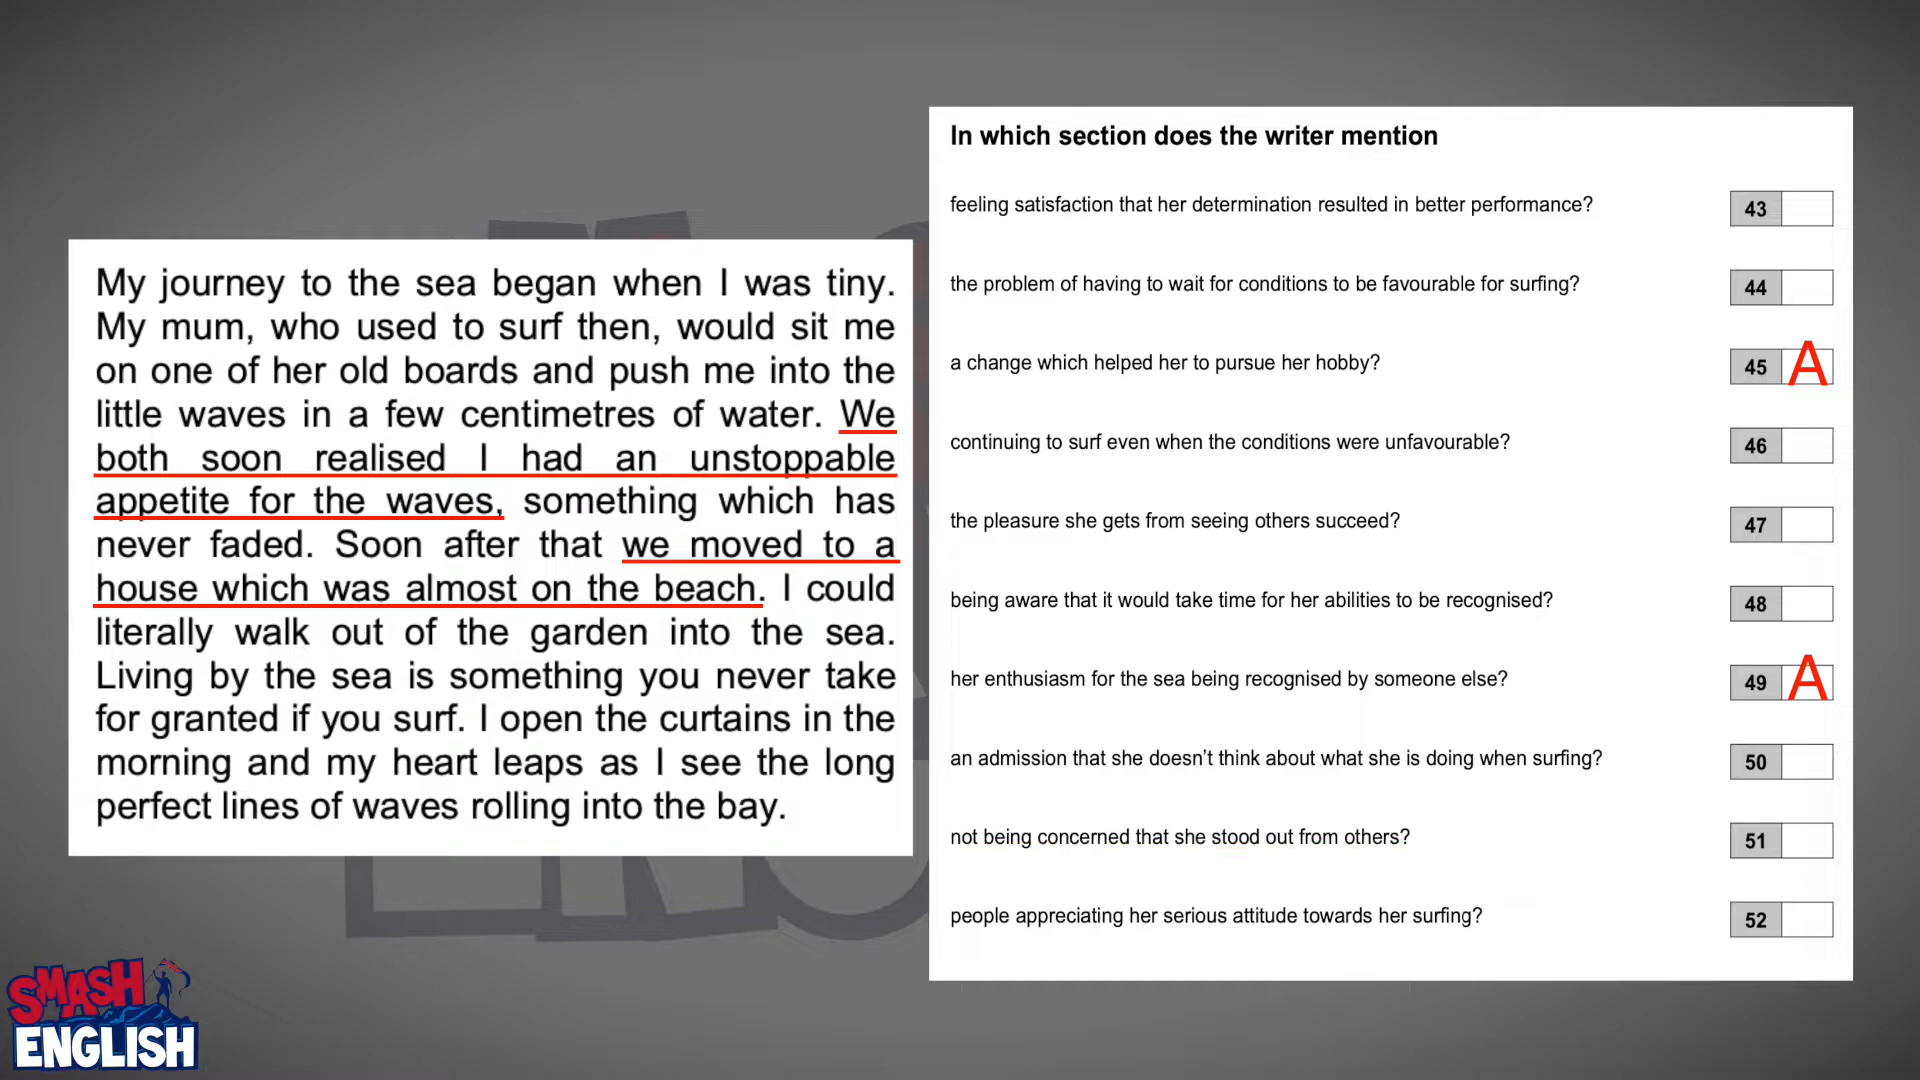 My journey to the sea began when I was tiny.
My mum, who used to surf then, would sit me
on one of her old boards and push me into the
little waves in a few centimetres of water. We
both soon realised I had an unstoppable
appetite for the waves, something which has
never faded. Soon after that we moved to a
house which was almost on the beach. I could
literally walk out of the garden into the sea.
Living by the sea is something you never take
for granted if you surf. I open the curtains in the
morning and my heart leaps as I see the long
perfect lines of waves rolling into the bay.
In which section does the writer mention
feeling satisfaction that her determination resulted in better performance? 43
the problem of having to wait for conditions to be favourable for surfing? 44
a change which helped her to pursue her hobby? 45 A
continuing to surf even when the conditions were unfavourable? 46
the pleasure she gets from seeing others succeed? 47
being aware that it would take time for her abilities to be recognised? 48
her enthusiasm for the sea being recognised by someone else? 49 A
an admission that she doesn't think about what she is doing when surfing? 50
not being concerned that she stood out from others? 51
people appreciating her serious attitude towards her surfing? 52
SMASH
ENGLISH